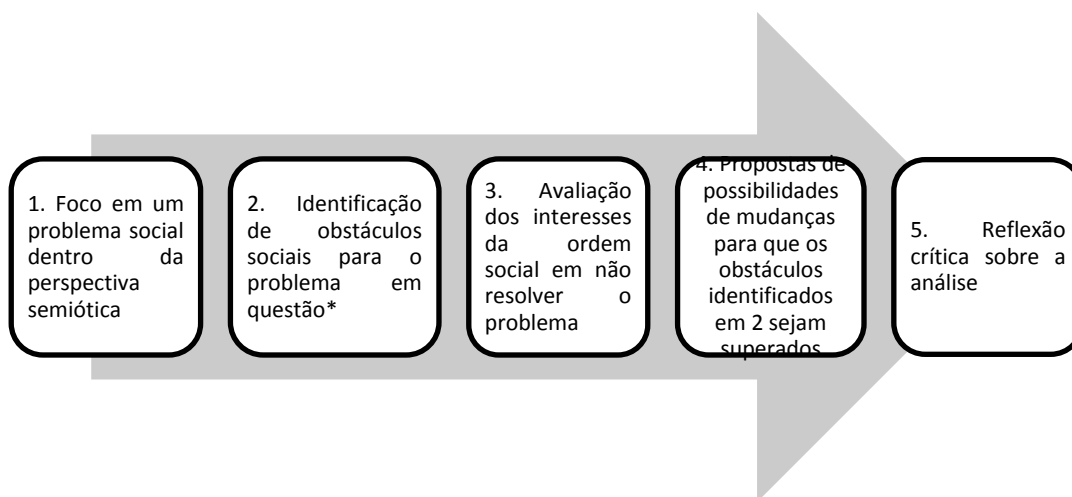 1. Foco em um
problema social
dentro da
perspectiva
semiótica
2. Identificação
de obstáculos
sociais para o
problema em
questão*
3. Avaliação
dos interesses
da ordem
social em não
resolver o
problema
4. Propostas de
possibilidades
de mudanças
para que os
obstáculos
identificados
em 2 sejam
superados
5. Reflexão
crítica sobre a
análise